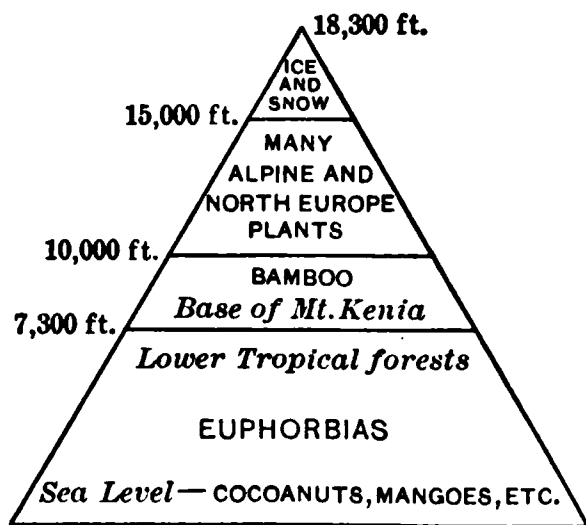 18,300 ft.
ICE
AND
SNOW
15,000 ft.
MANY
ALPINE AND
NORTH EUROPE
PLANTS
10,000 ft.
BAMBOO
Base of Mt. Kenia
7,300 ft.
Lower Tropical forests
EUPHORBIAS
Sea Level — COCOANUTS, MANGOES, ETC.